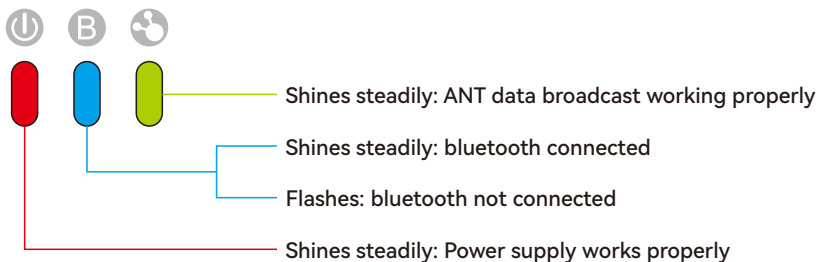 B
Shines steadily: ANT data broadcast working properly
Shines steadily: bluetooth connected
Flashes: bluetooth not connected
Shines steadily: Power supply works properly